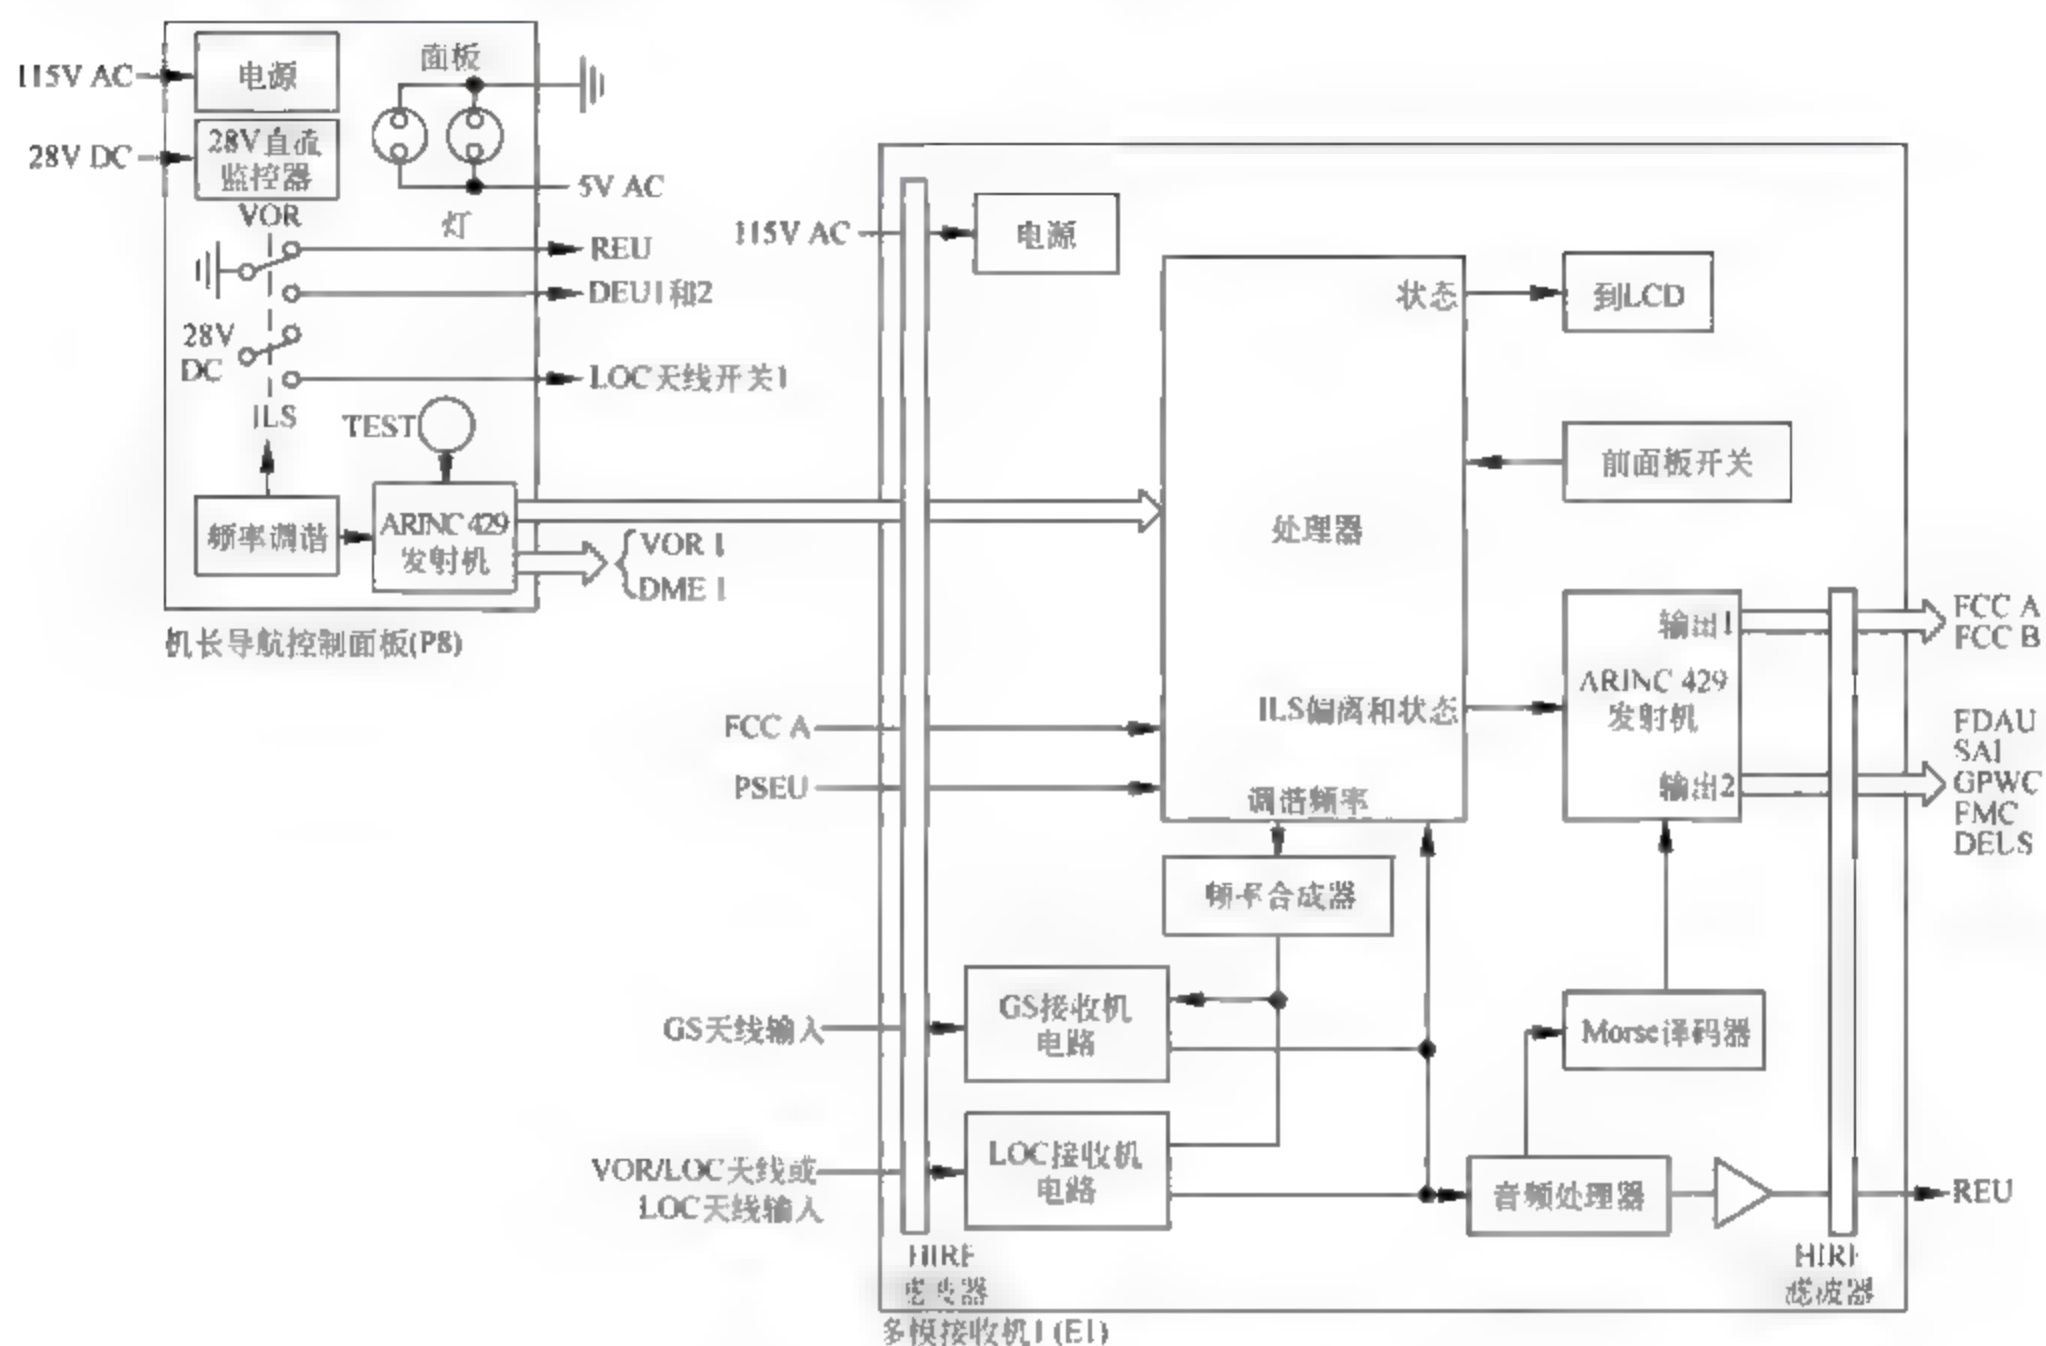 115V AC
电源
面板
28V DC
28V直流
监控器
5V AC
灯
VOR
REU
DEU1和2
28V
DC
LOC天线开关1
ILS
TEST
频率调谐
ARINC 429
发射机
VOR 1
DME 1
机长导航控制面板(P8)
115V AC
电源
状态
到LCD
前面板开关
处理器
FCC A
PSEU
ILS偏离和状态
调谐频率
输出1
ARINC 429
发射机
输出2
FCC A
FCC B
FDAU
SAI
GPWC
FMC
DEUS
频率合成器
GS天线输入
GS接收机
电路
Morse译码器
VOR/LOC天线或
LOC天线输入
LOC接收机
电路
音频处理器
REU
HIRF
HIRF
滤波器
多模接收机1 (E1)